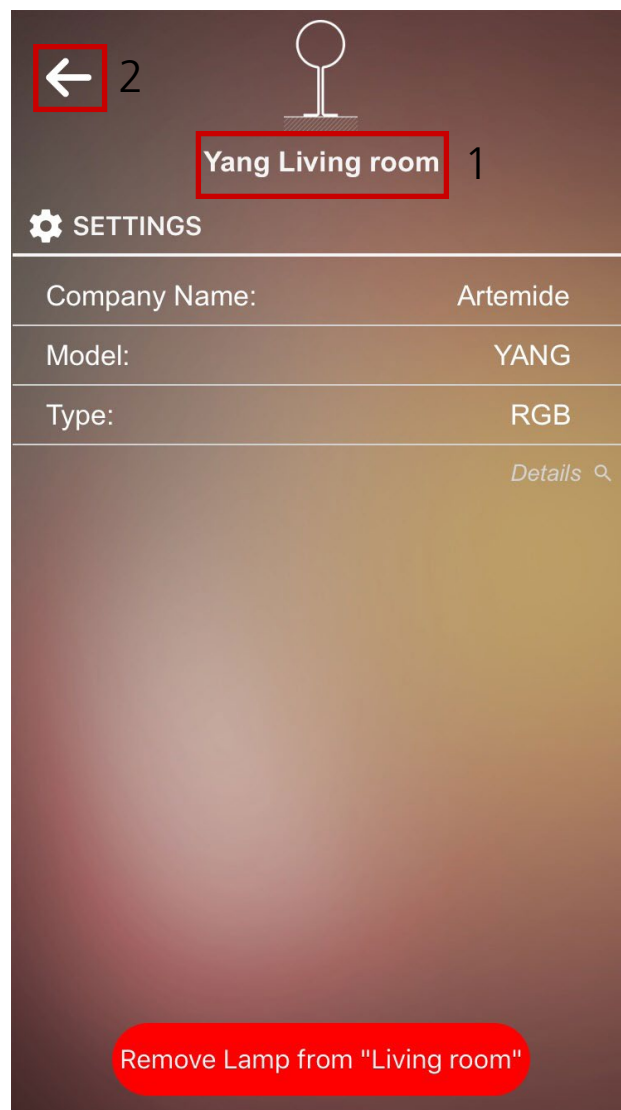 2
Yang Living room 1
SETTINGS
Company Name: Artemide
Model: YANG
Type: RGB
Details
Remove Lamp from "Living room"